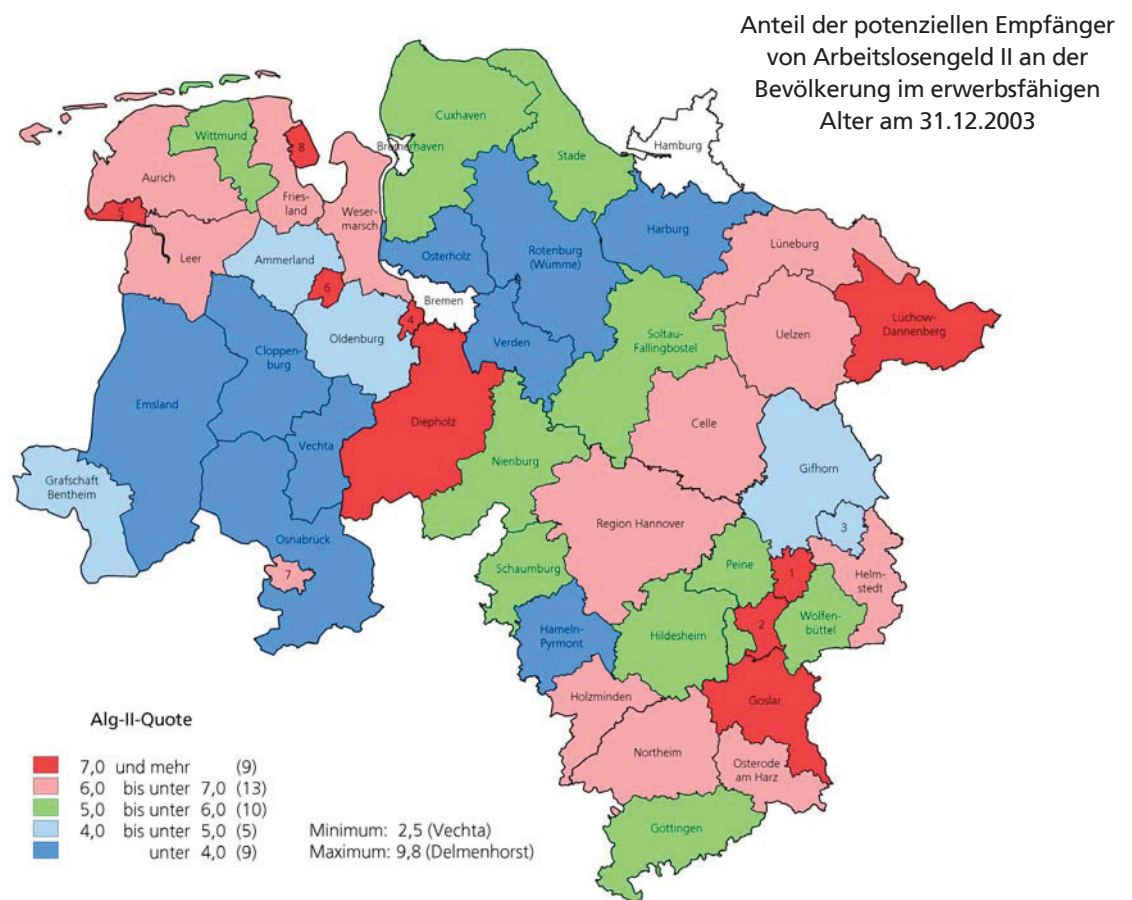 Anteil der potenziellen Empfänger
von Arbeitslosengeld II an der
Bevölkerung im erwerbsfähigen
Alter am 31.12.2003
Cuxhaven
Wittmund
Bremerhaven
Hamburg
Stade
8
Aurich
Fries-
land
Weser-
marsch
5
Harburg
Lüneburg
Leer
Ammerland
Osterholz
Rotenburg
(Wümme)
6
Bremen
4
Lüchow-
Dannenberg
Oldenburg
Verden
Soltau-
Fallingbostel
Uelzen
Cloppen-
burg
Emsland
Diepholz
Celle
Vechta
Nienburg
Gifhorn
Grafschaft
Bentheim
Region Hannover
3
Osnabrück
7
Schaumburg
Peine
1
Helm-
stedt
Hameln-
Pyrmont
Hildesheim
2
Wolfen-
büttel
Holzminden
Goslar
Northeim
Osterode
am Harz
Göttingen
Alg-II-Quote
7,0 und mehr (9)
6,0 bis unter 7,0 (13)
5,0 bis unter 6,0 (10)
4,0 bis unter 5,0 (5)
unter 4,0 (9)
Minimum: 2,5 (Vechta)
Maximum: 9,8 (Delmenhorst)